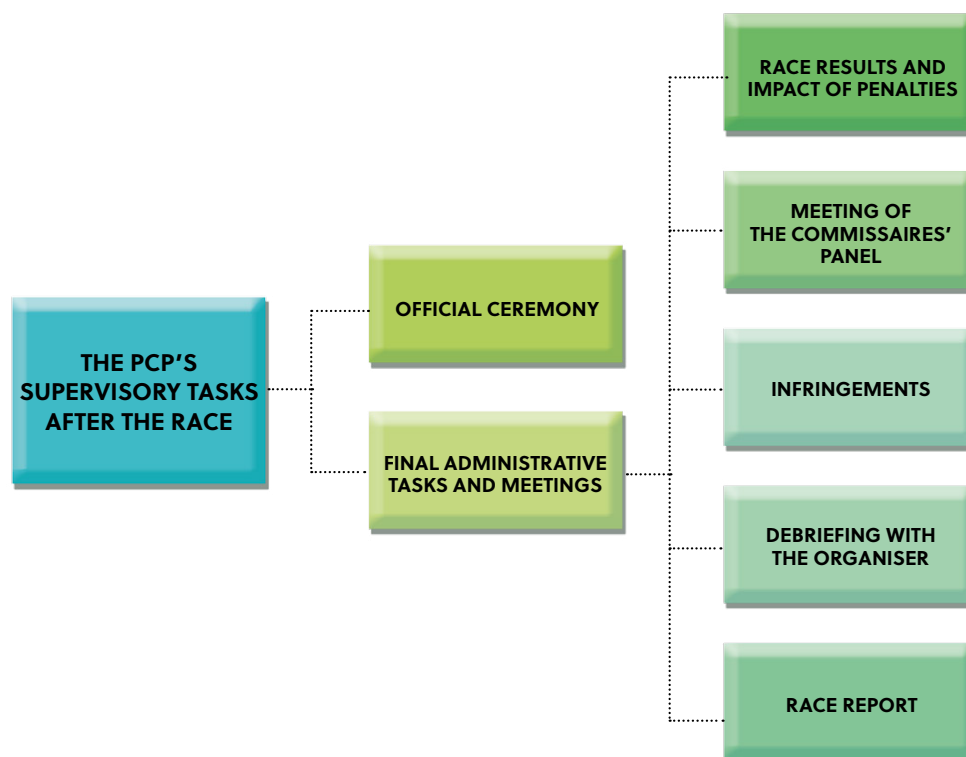 THE PCP'S
SUPERVISORY TASKS
AFTER THE RACE
OFFICIAL CEREMONY
FINAL ADMINISTRATIVE
TASKS AND MEETINGS
RACE RESULTS AND
IMPACT OF PENALTIES
MEETING OF
THE COMMISSAIRES'
PANEL
INFRINGEMENTS
DEBRIEFING WITH
THE ORGANISER
RACE REPORT